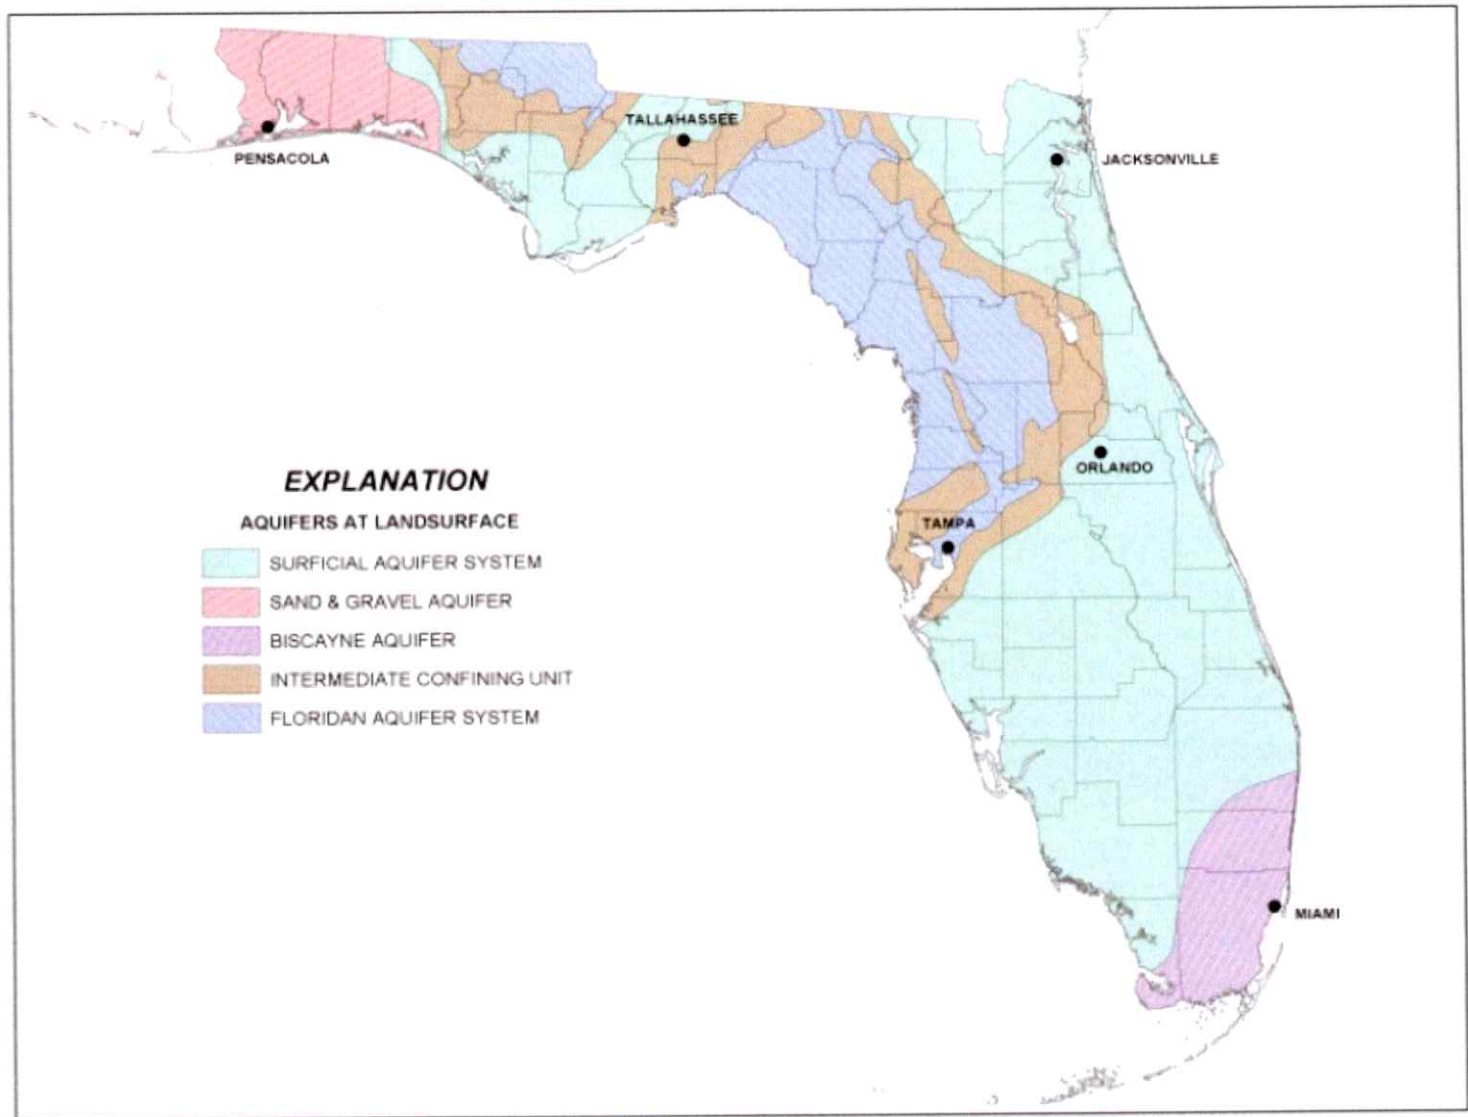 TALLAHASSEE
PENSACOLA
JACKSONVILLE
ORLANDO
TAMPA
MIAMI
EXPLANATION
AQUIFERS AT LANDSURFACE
SURFICIAL AQUIFER SYSTEM
SAND & GRAVEL AQUIFER
BISCAYNE AQUIFER
INTERMEDIATE CONFINING UNIT
FLORIDAN AQUIFER SYSTEM